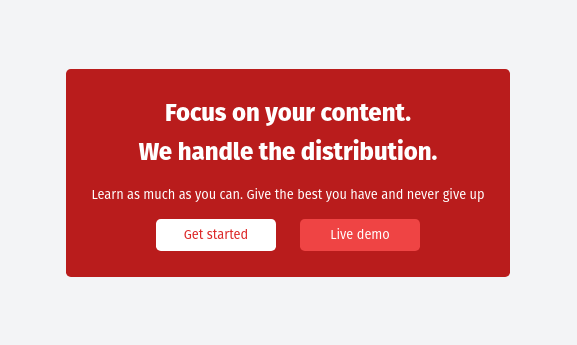 Focus on your content.
We handle the distribution.
Learn as much as you can. Give the best you have and never give up
Get started
Live demo